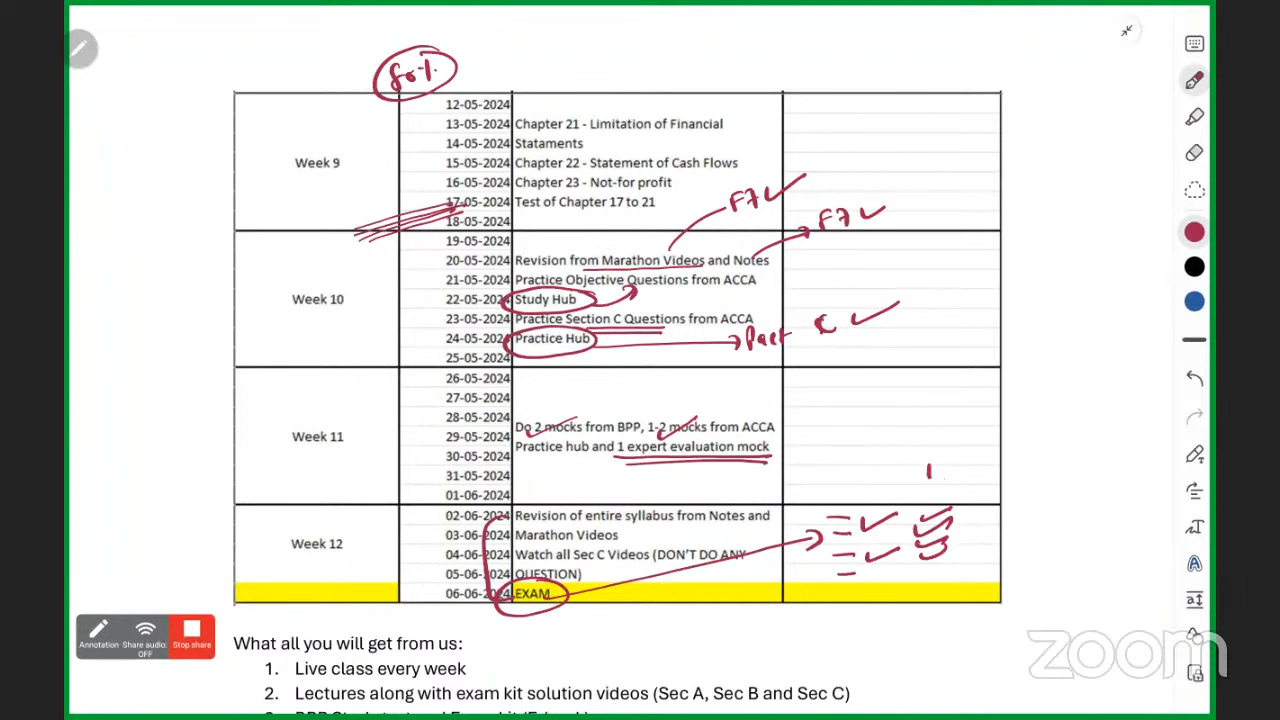 80%
12-05-2024
13-05-2024 Chapter 21 - Limitation of Financial
14-05-2024 Stataments
Week 9 15-05-2024 Chapter 22 - Statement of Cash Flows
16-05-2024 Chapter 23 - Not-for profit
17-05-2024 Test of Chapter 17 to 21
F7
18-05-2024
F7
19-05-2024
20-05-2024 Revision from Marathon Videos and Notes
21-05-2024 Practice Objective Questions from ACCA
Week 10 22-05-2024 Study Hub
23-05-2024 Practice Section C Questions from ACCA
24-05-2024 Practice Hub
Part C
25-05-2024
26-05-2024
27-05-2024
28-05-2024 Do 2 mocks from BPP, 1-2 mocks from ACCA
Week 11 29-05-2024 Practice hub and 1 expert evaluation mock
30-05-2024
31-05-2024
01-06-2024
02-06-2024 Revision of entire syllabus from Notes and
Week 12 03-06-2024 Marathon Videos
04-06-2024 Watch all Sec C Videos (DON'T DO ANY
05-06-2024 QUESTION)
06-06-2024 EXAM
Annotation Share audio: OFF Stop share
What all you will get from us:
1. Live class every week
2. Lectures along with exam kit solution videos (Sec A, Sec B and Sec C)
zoom